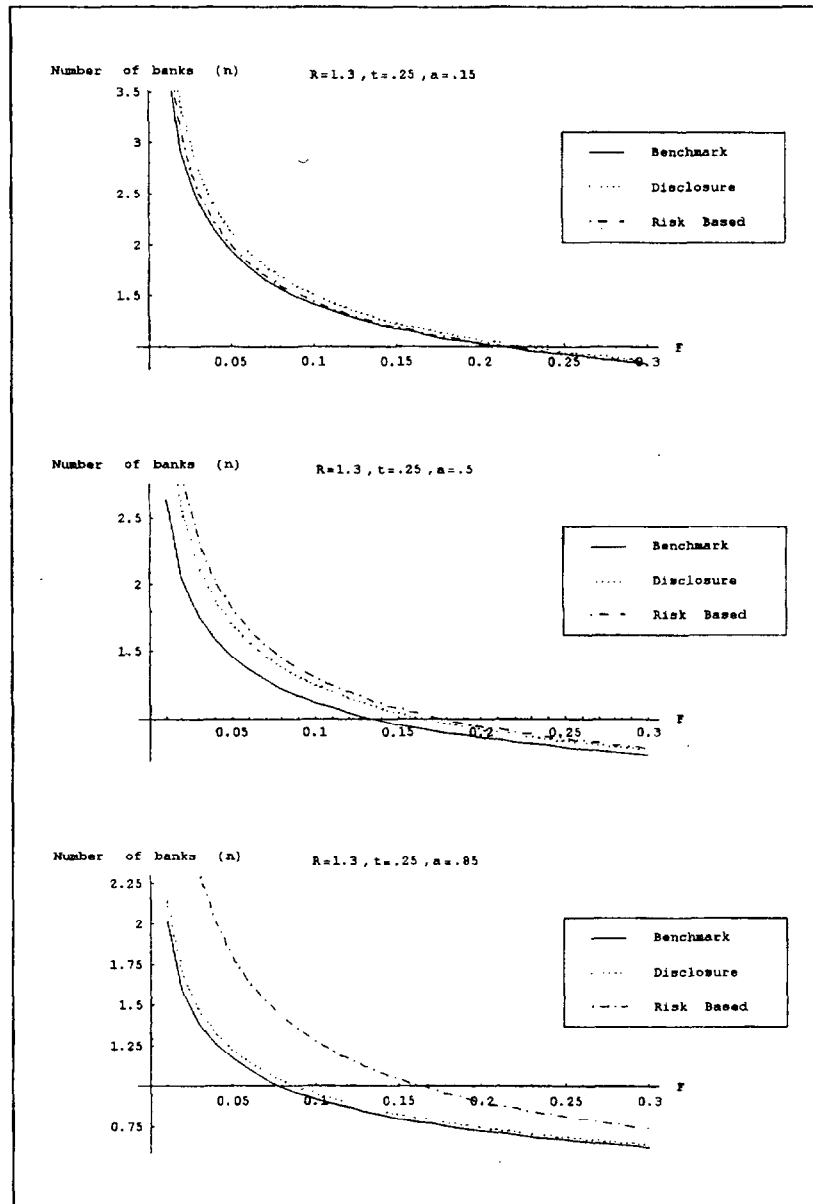 Number of banks (n)
R=1.3 , t=.25 , a=.15
3.5
3
2.5
2
1.5
0.05 0.1 0.15 0.2 0.25 0.3
F
Benchmark
Disclosure
Risk Based
Number of banks (n)
R=1.3 , t=.25 , a=.5
2.5
2
1.5
0.05 0.1 0.15 0.2 0.25 0.3
F
Benchmark
Disclosure
Risk Based
Number of banks (n)
R=1.3 , t=.25 , a=.85
2.25
2
1.75
1.5
1.25
0.75
0.05 0.1 0.15 0.2 0.25 0.3
F
Benchmark
Disclosure
Risk Based